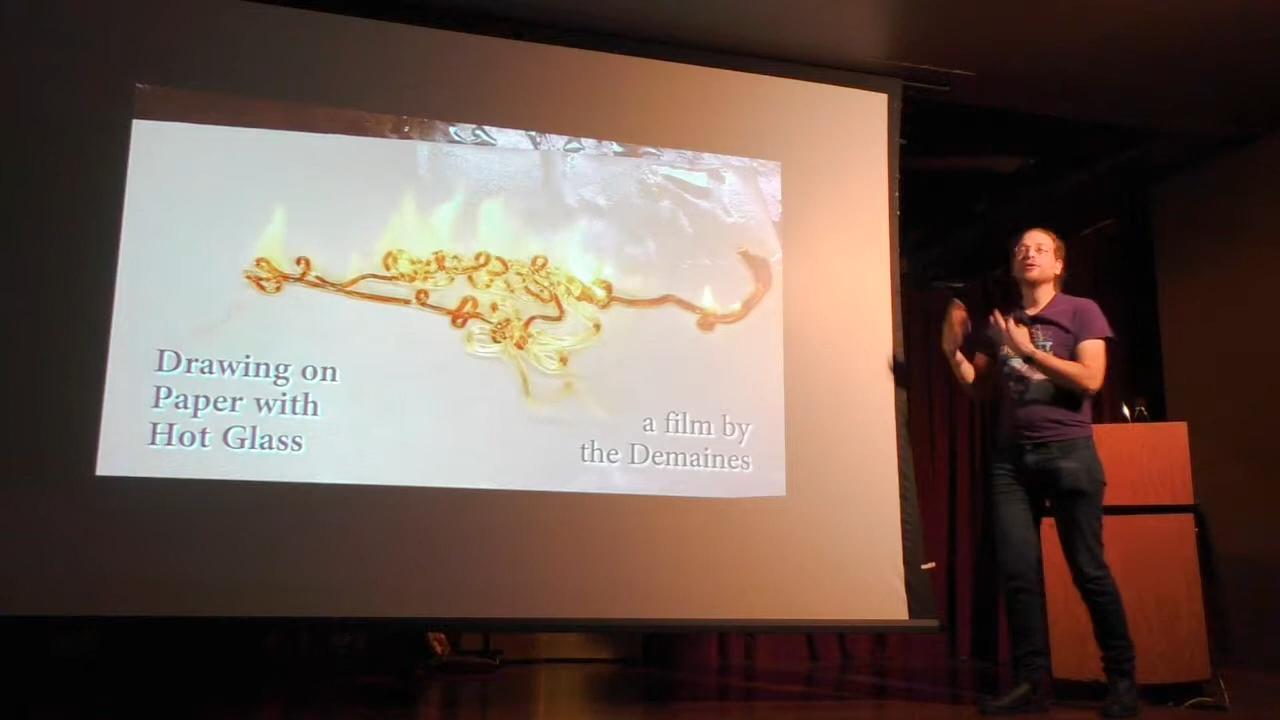 Drawing on
Paper with
Hot Glass
a film by
the Demaines